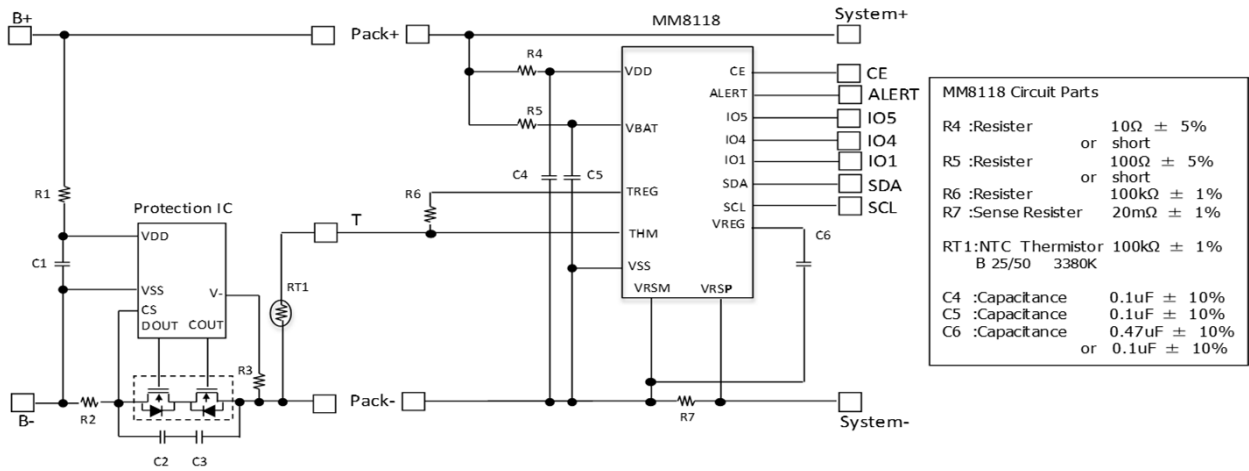 B+
Pack+
System+
MM8118
R4
VDD
CE
CE
ALERT
ALERT
R5
VBAT
IO5
IO5
IO4
IO4
C4
C5
IO1
IO1
R1
R6
TREG
SDA
SDA
Protection IC
T
SCL
SCL
VREG
THM
C6
VDD
C1
VSS
VSS
V-
RT1
CS
VRSM
VRSP
DOUT
COUT
R3
B-
R2
Pack-
R7
System-
C2
C3
MM8118 Circuit Parts
R4 :Resister 10Ω ± 5%
or short
R5 :Resister 100Ω ± 5%
or short
R6 :Resister 100kΩ ± 1%
R7 :Sense Resister 20mΩ ± 1%
RT1:NTC Thermistor 100kΩ ± 1%
B 25/50 3380K
C4 :Capacitance 0.1uF ± 10%
C5 :Capacitance 0.1uF ± 10%
C6 :Capacitance 0.47uF ± 10%
or 0.1uF ± 10%